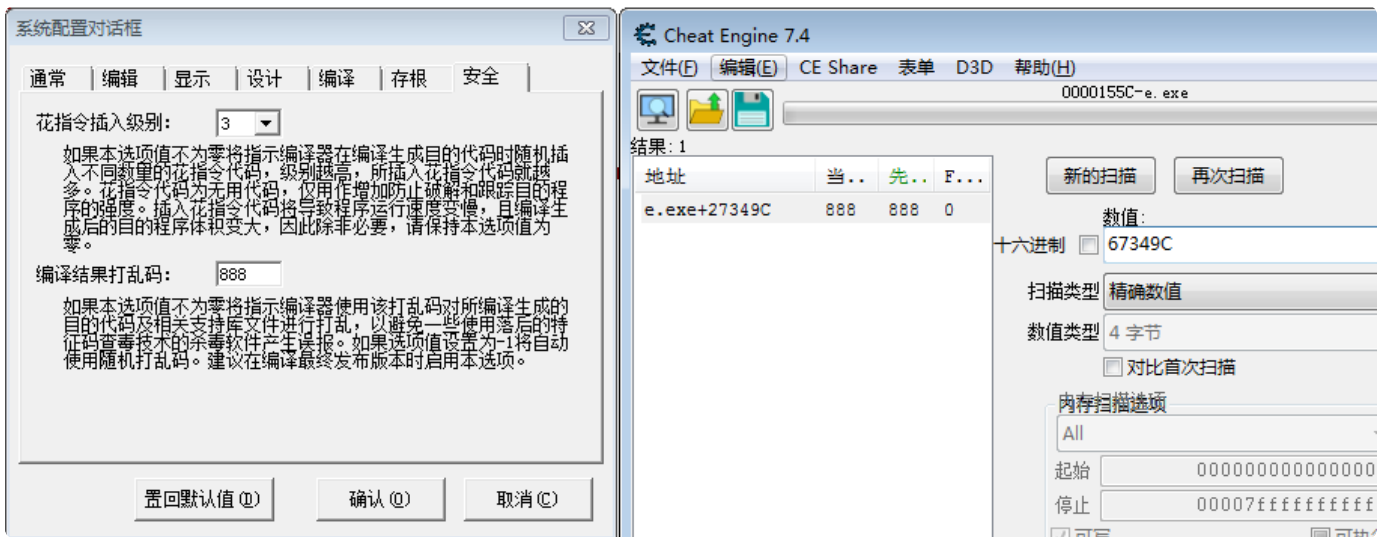 系统配置对话框
通常 编辑 显示 设计 编译 存根 安全
花指令插入级别: 3
如果本选项值不为零将指示编译器在编译生成目的代码时随机插
入不同数量的花指令代码,级别越高,所插入花指令代码就越
多。花指令代码为无用代码,仅用作增加防止破解和跟踪目的程
序的强度。插入花指令代码将导致程序运行速度变慢,且编译生
成后的目的程序体积变大,因此除非必要,请保持本选项值为
零。
编译结果打乱码: 888
如果本选项值不为零将指示编译器使用该打乱码对所编译生成的
目的代码及相关支持库文件进行打乱,以避免一些使用落后的特
征码查毒技术的杀毒软件产生误报。如果选项值设置为-1将自动
使用随机打乱码。建议在编译最终发布版本时启用本选项。
置回默认值(D) 确认(O) 取消(C)
Cheat Engine 7.4
文件(F) 编辑(E) CE Share 表单 D3D 帮助(H)
0000155C-e.exe
结果:1
地址 当.. 先.. F...
e.exe+27349C 888 888 0
新的扫描 再次扫描
数值:
十六进制 67349C
扫描类型 精确数值
数值类型 4 字节
对比首次扫描
内存扫描选项
All
起始 0000000000000000
停止 00007fffffffffff
可写